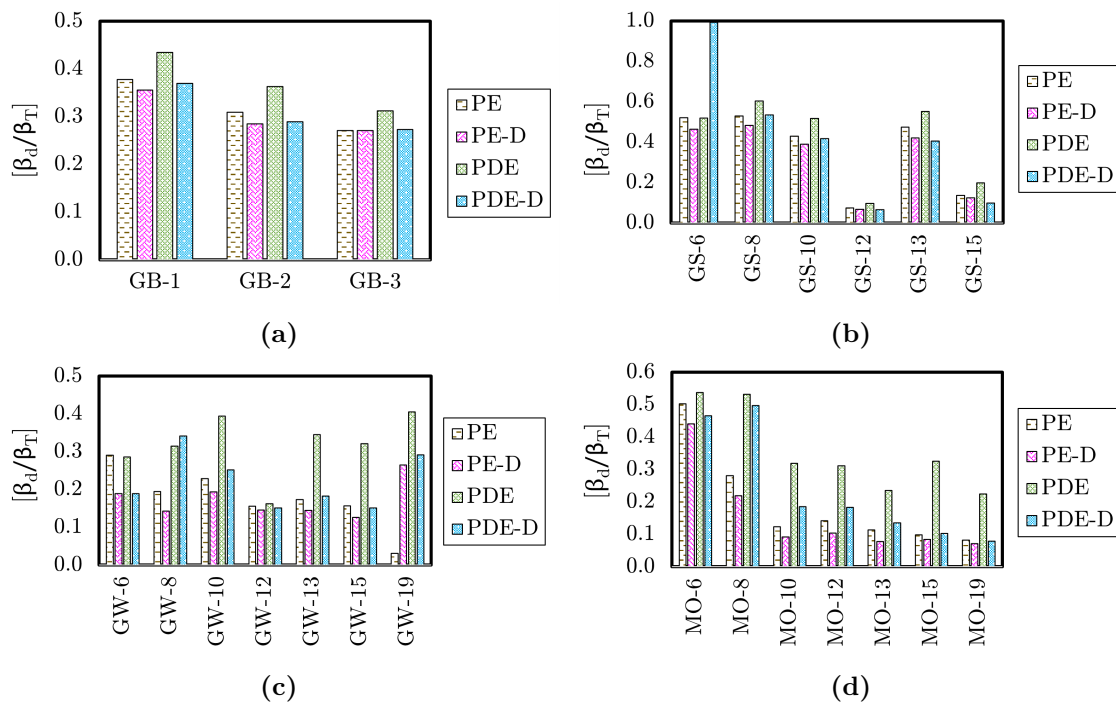 [β_d/β_T]
0.5
0.4
0.3
0.2
0.1
0.0
GB-1 GB-2 GB-3
PE
PE-D
PDE
PDE-D
(a)
[β_d/β_T]
1.0
0.8
0.6
0.4
0.2
0.0
GS-6 GS-8 GS-10 GS-12 GS-13 GS-15
PE
PE-D
PDE
PDE-D
(b)
[β_d/β_T]
0.5
0.4
0.3
0.2
0.1
0.0
GW-6 GW-8 GW-10 GW-12 GW-13 GW-15 GW-19
PE
PE-D
PDE
PDE-D
(c)
[β_d/β_T]
0.6
0.5
0.4
0.3
0.2
0.1
0.0
MO-6 MO-8 MO-10 MO-12 MO-13 MO-15 MO-19
PE
PE-D
PDE
PDE-D
(d)